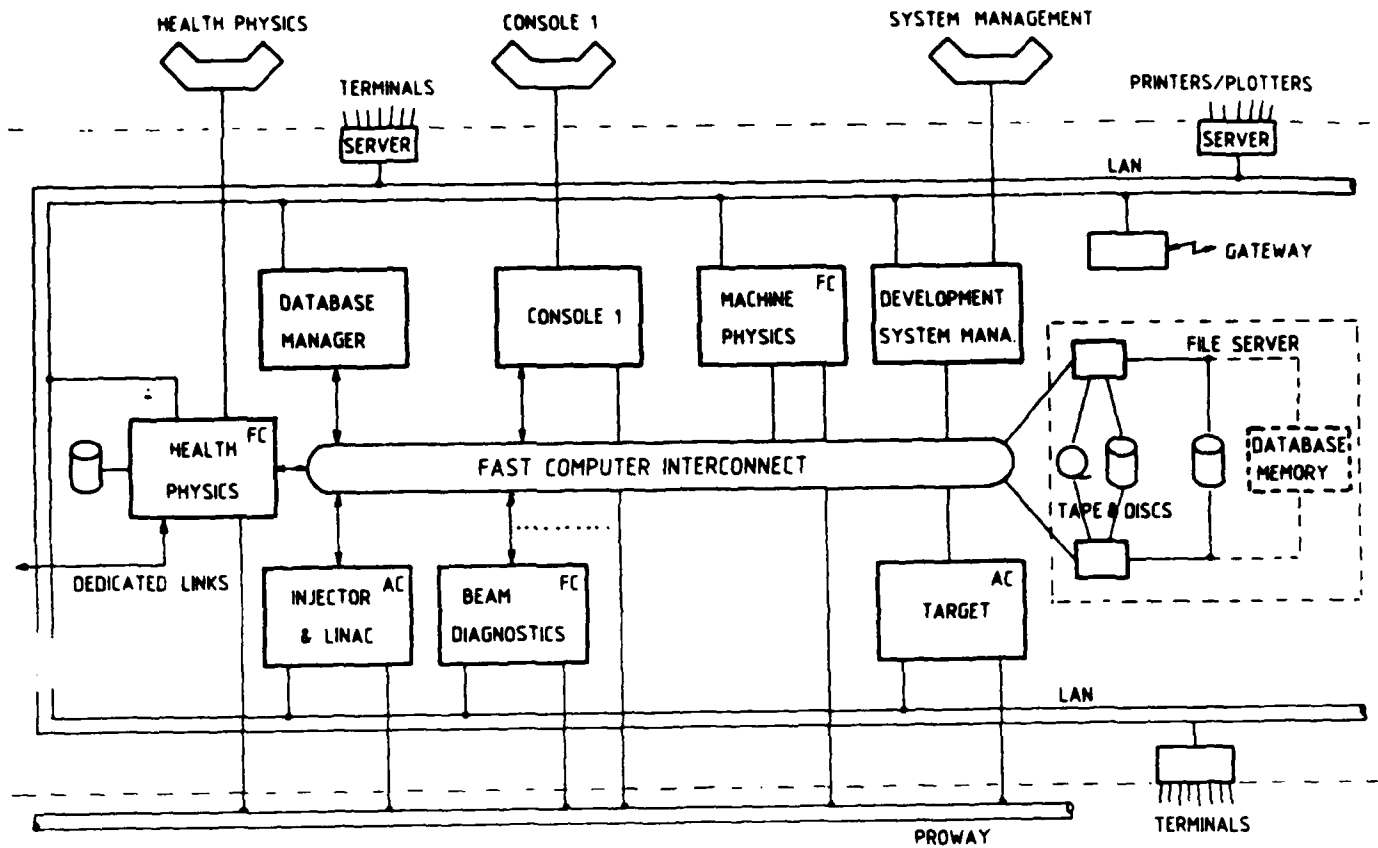 HEALTH PHYSICS
CONSOLE 1
SYSTEM MANAGEMENT
TERMINALS
PRINTERS/PLOTTERS
SERVER
SERVER
LAN
GATEWAY
DATABASE
MANAGER
CONSOLE 1
FC
MACHINE
PHYSICS
DEVELOPMENT
SYSTEM MANA.
FILE SERVER
FC
HEALTH
PHYSICS
FAST COMPUTER INTERCONNECT
DATABASE
MEMORY
TAPE & DISCS
DEDICATED LINKS
AC
INJECTOR
& LINAC
FC
BEAM
DIAGNOSTICS
AC
TARGET
LAN
TERMINALS
PROWAY